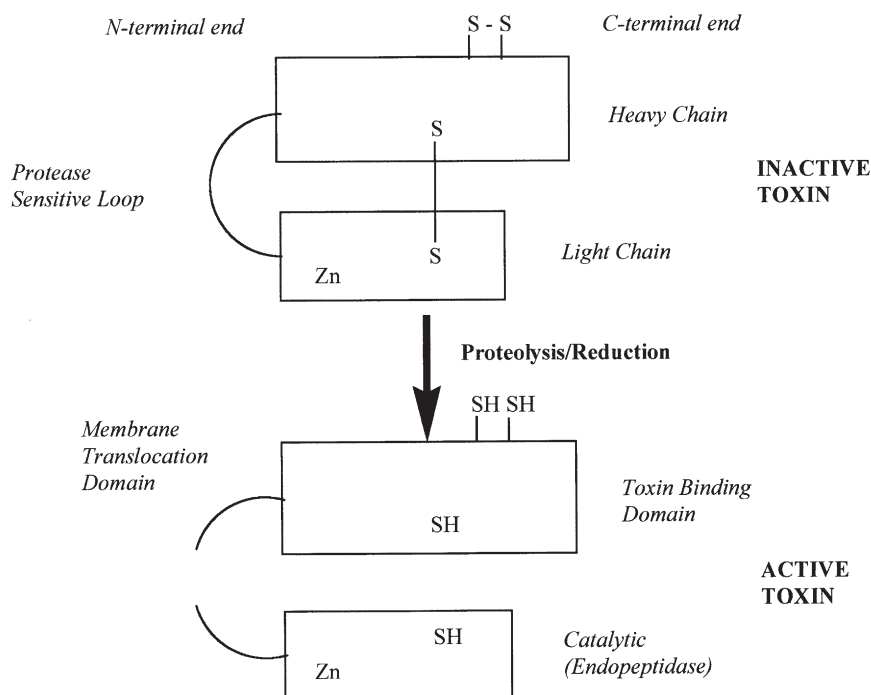 N-terminal end
S - S
C-terminal end
Heavy Chain
S
Protease
Sensitive Loop
INACTIVE
TOXIN
S
Light Chain
Zn
Proteolysis/Reduction
SH SH
Membrane
Translocation
Domain
Toxin Binding
Domain
SH
ACTIVE
TOXIN
SH
Catalytic
(Endopeptidase)
Zn